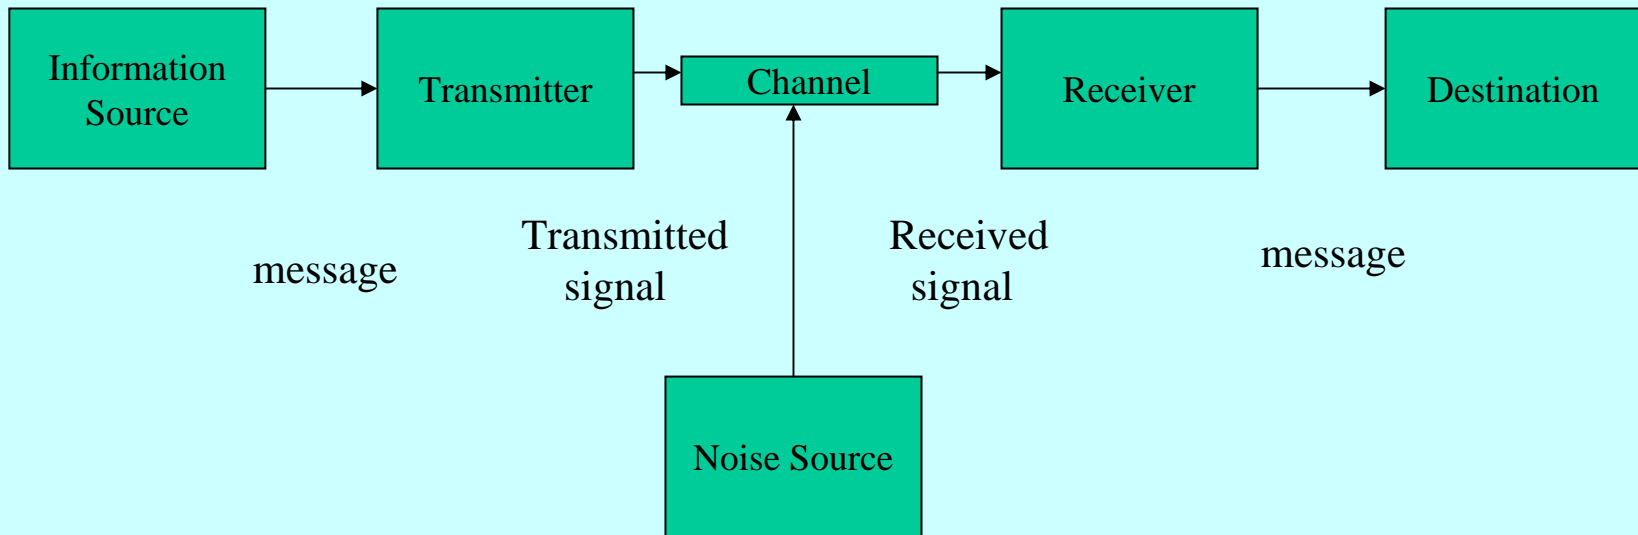 Information
Source
Transmitter
Channel
Receiver
Destination
message
Transmitted
signal
Received
signal
message
Noise Source